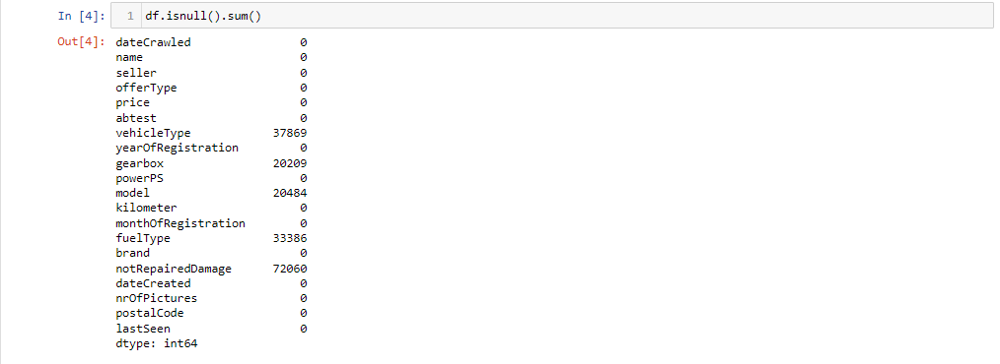 In [4]: 1 df.isnull().sum()
Out[4]: dateCrawled 0
name 0
seller 0
offerType 0
price 0
abtest 0
vehicleType 37869
yearOfRegistration 0
gearbox 20209
powerPS 0
model 20484
kilometer 0
monthOfRegistration 0
fuelType 33386
brand 0
notRepairedDamage 72060
dateCreated 0
nrOfPictures 0
postalCode 0
lastSeen 0
dtype: int64